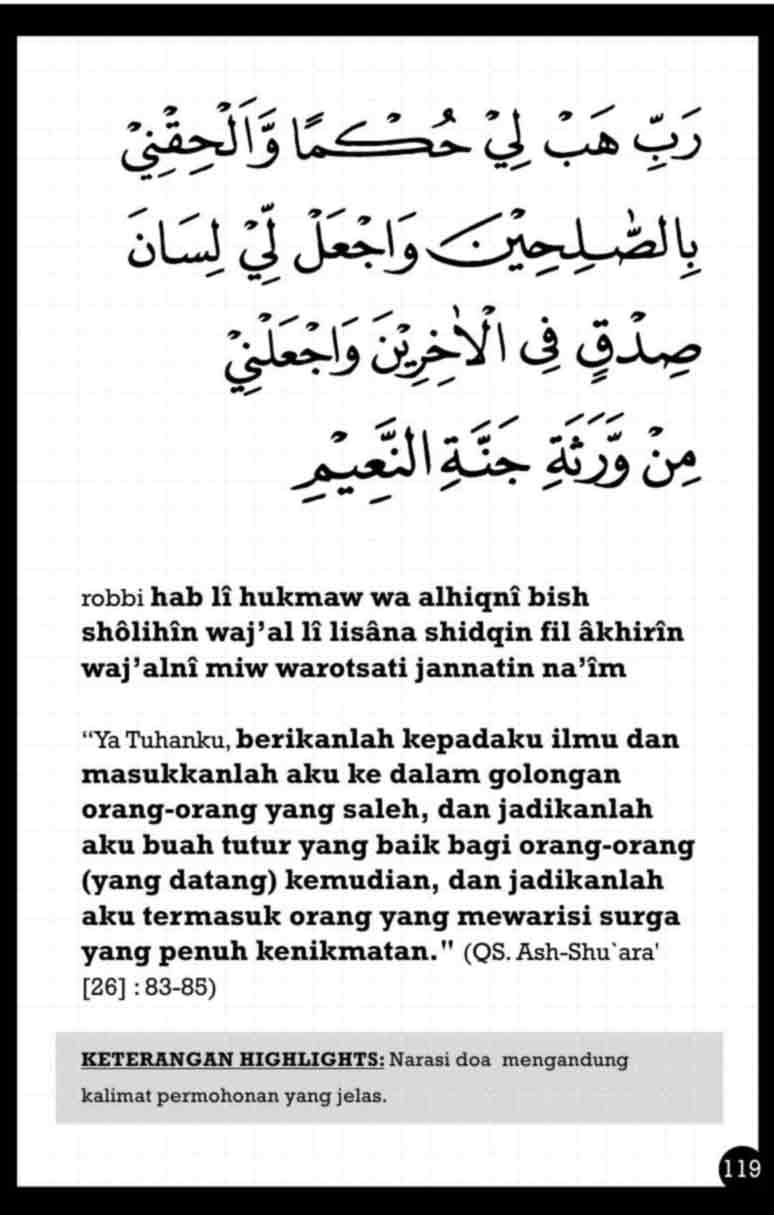 رَبِّ هَبْ لِيْ حُكْمًا وَّاَلْحِقْنِيْ
بِالصّٰلِحِيْنَ وَاجْعَلْ لِّيْ لِسَانَ
صِدْقٍ فِى الْاٰخِرِيْنَ وَاجْعَلْنِيْ
مِنْ وَّرَثَةِ جَنَّةِ النَّعِيْمِ
robbi hab lî hukmaw wa alhiqnî bish
shôlihîn waj’al lî lisâna shidqin fil âkhirîn
waj’alnî miw warotsati jannatin na’îm
“Ya Tuhanku, berikanlah kepadaku ilmu dan
masukkanlah aku ke dalam golongan
orang-orang yang saleh, dan jadikanlah
aku buah tutur yang baik bagi orang-orang
(yang datang) kemudian, dan jadikanlah
aku termasuk orang yang mewarisi surga
yang penuh kenikmatan." (QS. Ash-Shu`ara'
[26] : 83-85)
KETERANGAN HIGHLIGHTS: Narasi doa mengandung
kalimat permohonan yang jelas.
119